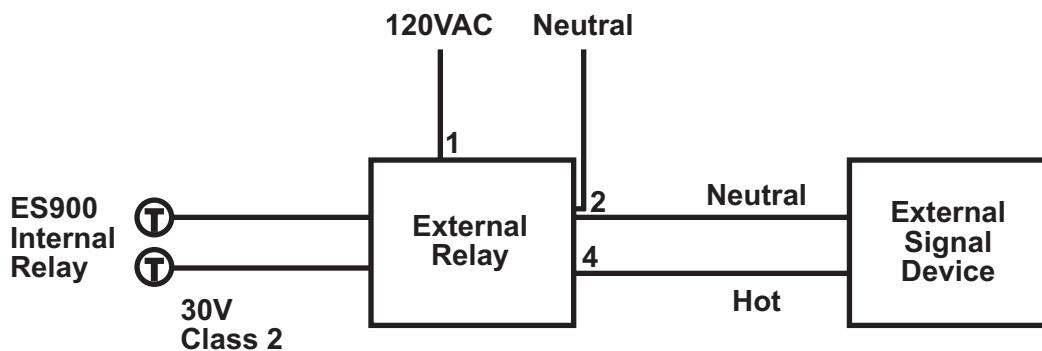 120VAC
Neutral
1
ES900
Internal
Relay
T
T
30V
Class 2
External
Relay
2
4
Neutral
Hot
External
Signal
Device